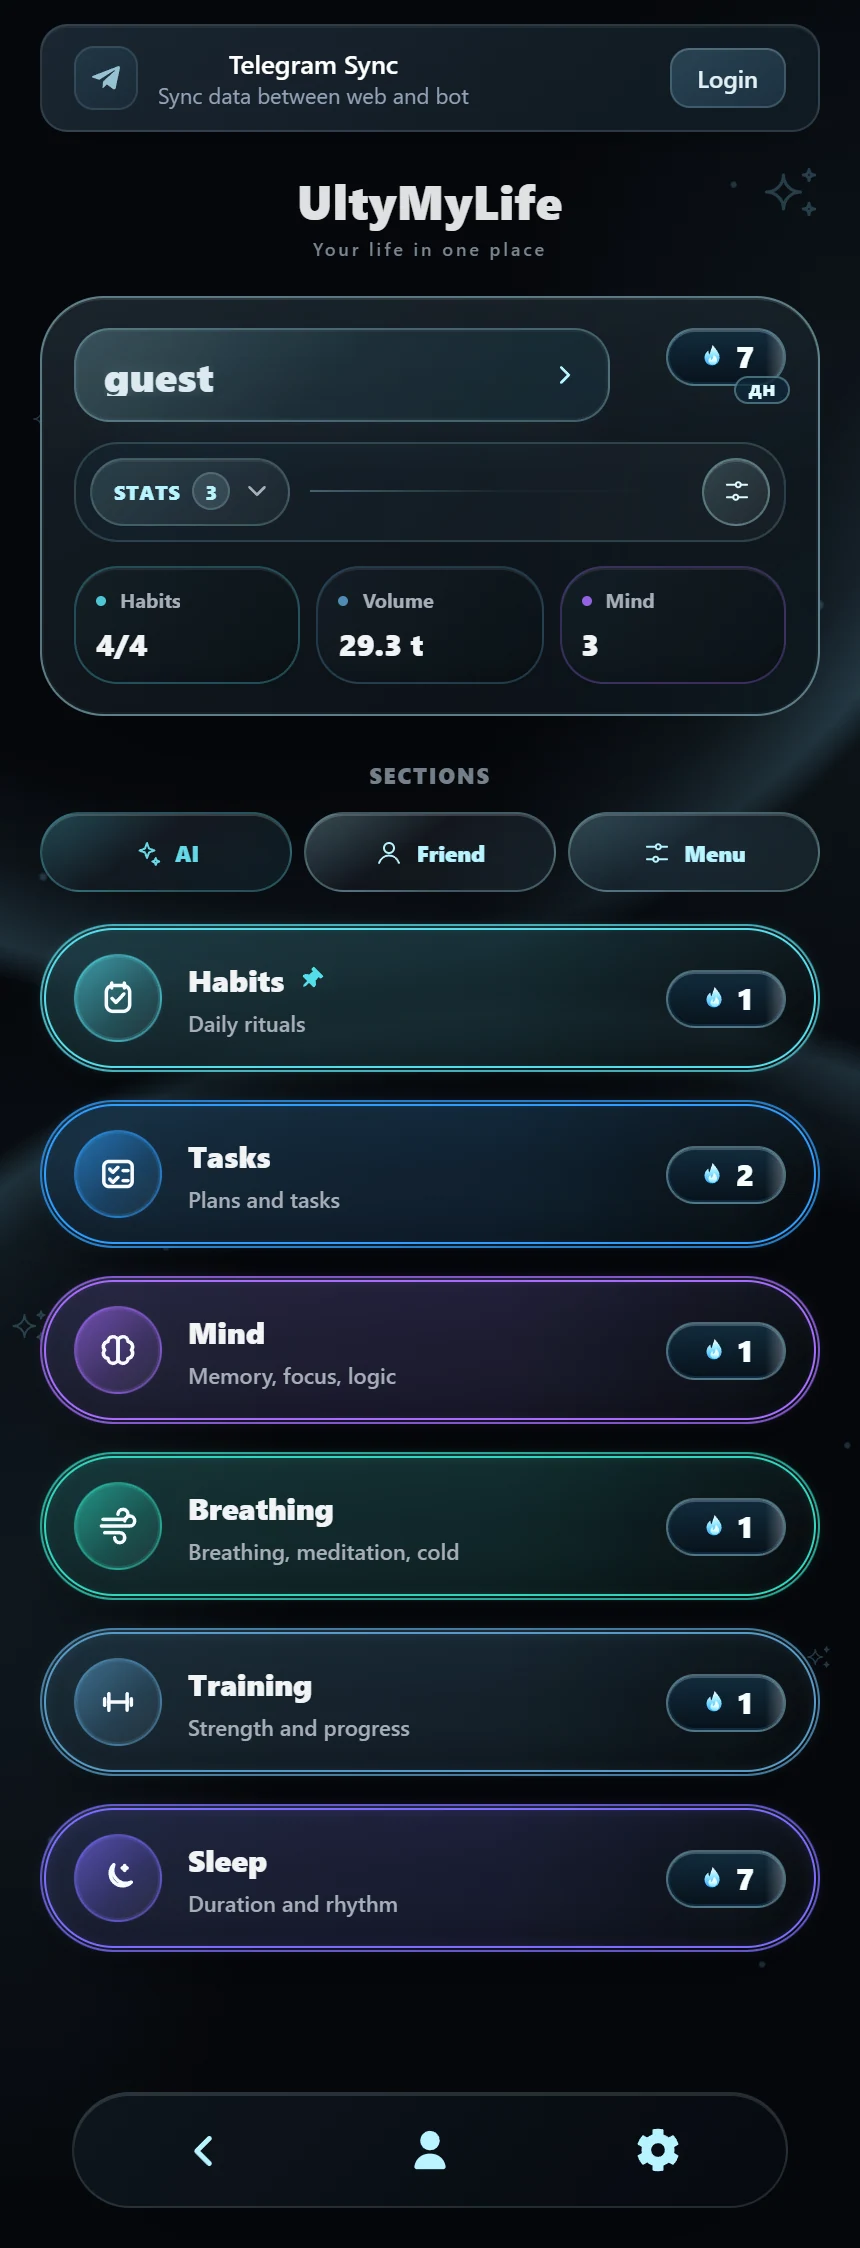 Telegram Sync
Sync data between web and bot
Login
UltyMyLife
Your life in one place
guest
7
дн
STATS 3
Habits
4/4
Volume
29.3 t
Mind
3
SECTIONS
AI
Friend
Menu
Habits
Daily rituals
1
Tasks
Plans and tasks
2
Mind
Memory, focus, logic
1
Breathing
Breathing, meditation, cold
1
Training
Strength and progress
1
Sleep
Duration and rhythm
7